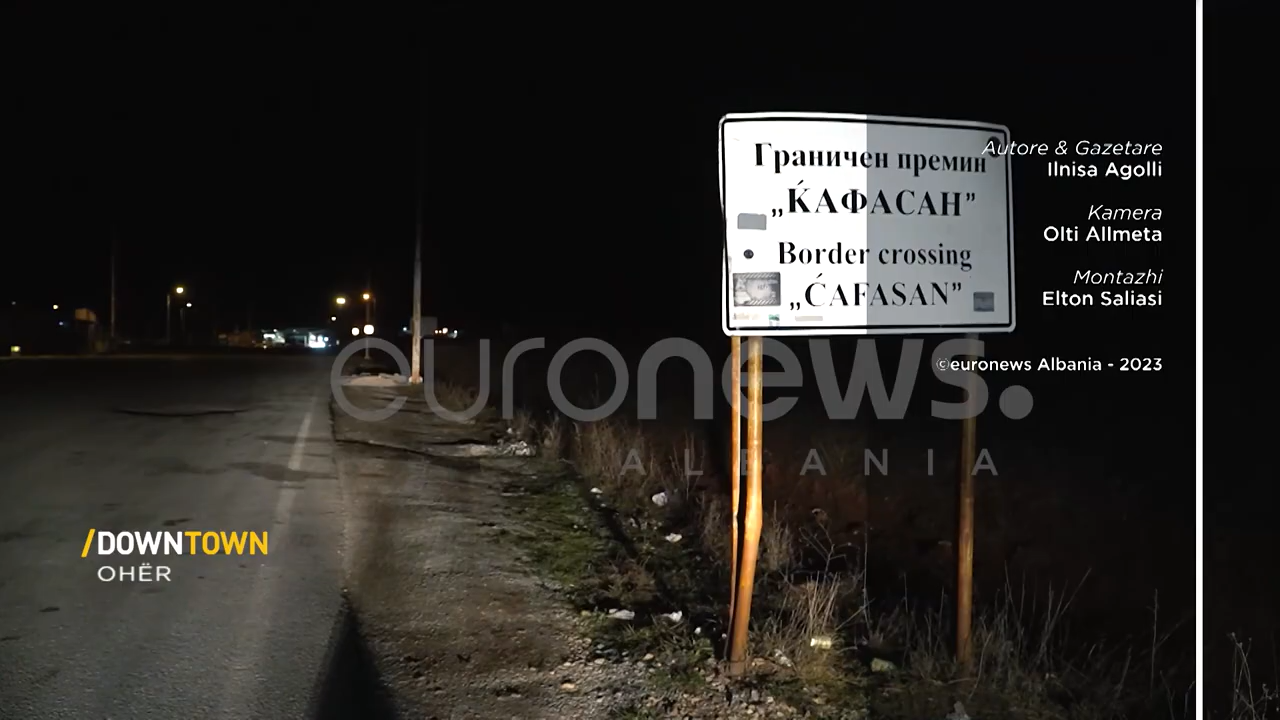 Граничен премин
„ЌАФАСАН”
Border crossing
„ĆAFASAN”
Autore & Gazetare
Ilnisa Agolli
Kamera
Olti Allmeta
Montazhi
Elton Saliasi
©euronews Albania - 2023
euronews.
ALBANIA
/DOWNTOWN
OHËR